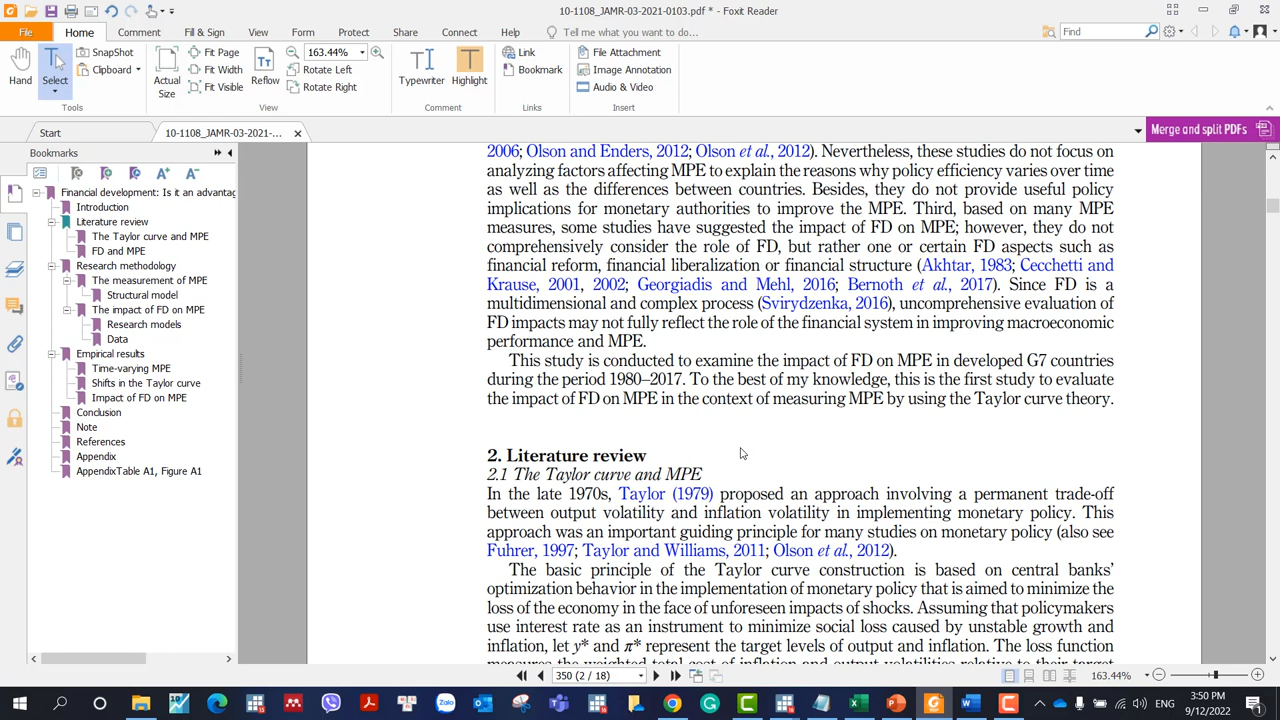 10-1108_JAMR-03-2021-0103.pdf * - Foxit Reader
File Home Comment Fill & Sign View Form Protect Share Connect Help Tell me what you want to do... Find
Hand Select SnapShot Clipboard Actual Size Fit Page Fit Width Fit Visible Reflow 163.44% Rotate Left Rotate Right Typewriter Highlight Link Bookmark File Attachment Image Annotation Audio & Video
Tools View Comment Links Insert
Start 10-1108_JAMR-03-2021-... Merge and split PDFs
Bookmarks
Financial development: Is it an advantag
Introduction
Literature review
The Taylor curve and MPE
FD and MPE
Research methodology
The measurement of MPE
Structural model
The impact of FD on MPE
Research models
Data
Empirical results
Time-varying MPE
Shifts in the Taylor curve
Impact of FD on MPE
Conclusion
Note
References
Appendix
AppendixTable A1, Figure A1
2006; Olson and Enders, 2012; Olson et al., 2012). Nevertheless, these studies do not focus on
analyzing factors affecting MPE to explain the reasons why policy efficiency varies over time
as well as the differences between countries. Besides, they do not provide useful policy
implications for monetary authorities to improve the MPE. Third, based on many MPE
measures, some studies have suggested the impact of FD on MPE; however, they do not
comprehensively consider the role of FD, but rather one or certain FD aspects such as
financial reform, financial liberalization or financial structure (Akhtar, 1983; Cecchetti and
Krause, 2001, 2002; Georgiadis and Mehl, 2016; Bernoth et al., 2017). Since FD is a
multidimensional and complex process (Svirydzenka, 2016), uncomprehensive evaluation of
FD impacts may not fully reflect the role of the financial system in improving macroeconomic
performance and MPE.
This study is conducted to examine the impact of FD on MPE in developed G7 countries
during the period 1980–2017. To the best of my knowledge, this is the first study to evaluate
the impact of FD on MPE in the context of measuring MPE by using the Taylor curve theory.
2. Literature review
2.1 The Taylor curve and MPE
In the late 1970s, Taylor (1979) proposed an approach involving a permanent trade-off
between output volatility and inflation volatility in implementing monetary policy. This
approach was an important guiding principle for many studies on monetary policy (also see
Fuhrer, 1997; Taylor and Williams, 2011; Olson et al., 2012).
The basic principle of the Taylor curve construction is based on central banks'
optimization behavior in the implementation of monetary policy that is aimed to minimize the
loss of the economy in the face of unforeseen impacts of shocks. Assuming that policymakers
use interest rate as an instrument to minimize social loss caused by unstable growth and
inflation, let y* and π* represent the target levels of output and inflation. The loss function
measures the weighted total cost of inflation and output volatilities relative to their target
350 (2 / 18) 163.44%
Zalo ENG 3:50 PM
9/12/2022